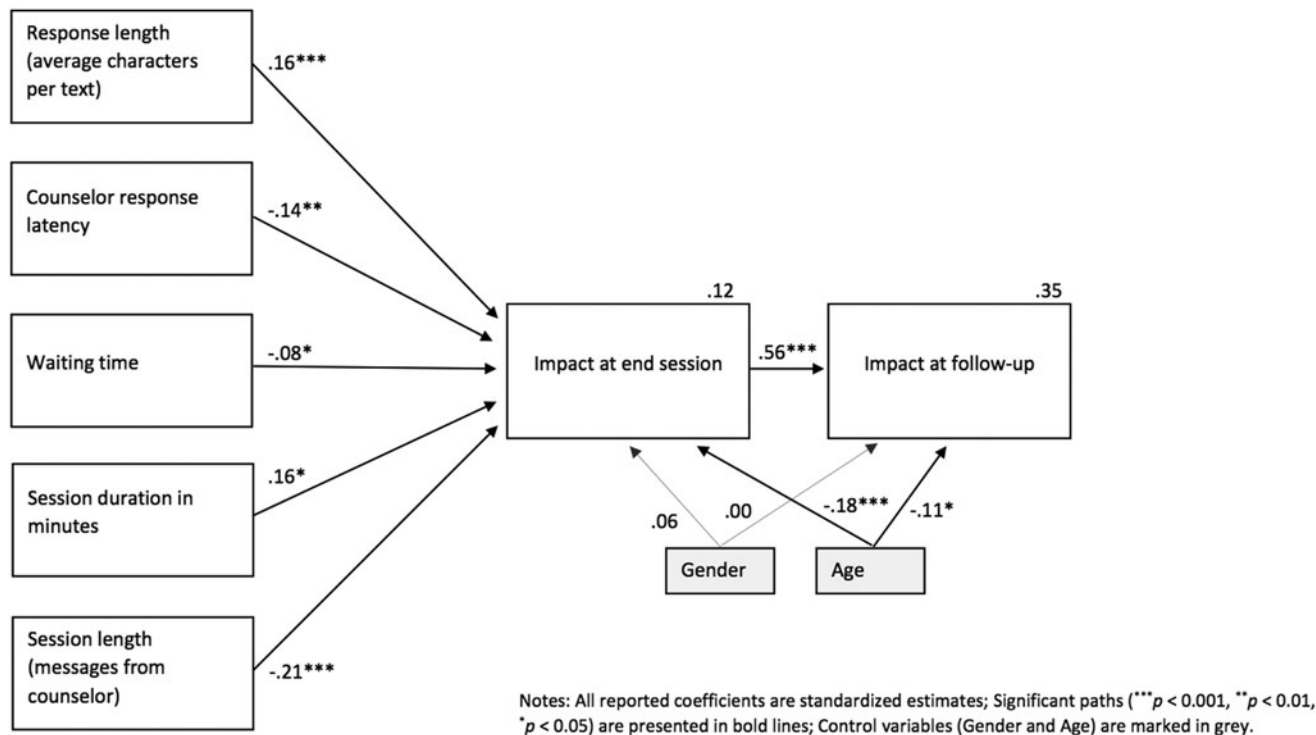 Response length
(average characters
per text)
.16***
Counselor response
latency
-.14**
Waiting time
-.08*
Session duration in
minutes
.16*
Session length
(messages from
counselor)
-.21***
.12
Impact at end session
.56***
.35
Impact at follow-up
.06
.00
-.18***
-.11*
Gender
Age
Notes: All reported coefficients are standardized estimates; Significant paths (***p < 0.001, **p < 0.01,
*p < 0.05) are presented in bold lines; Control variables (Gender and Age) are marked in grey.